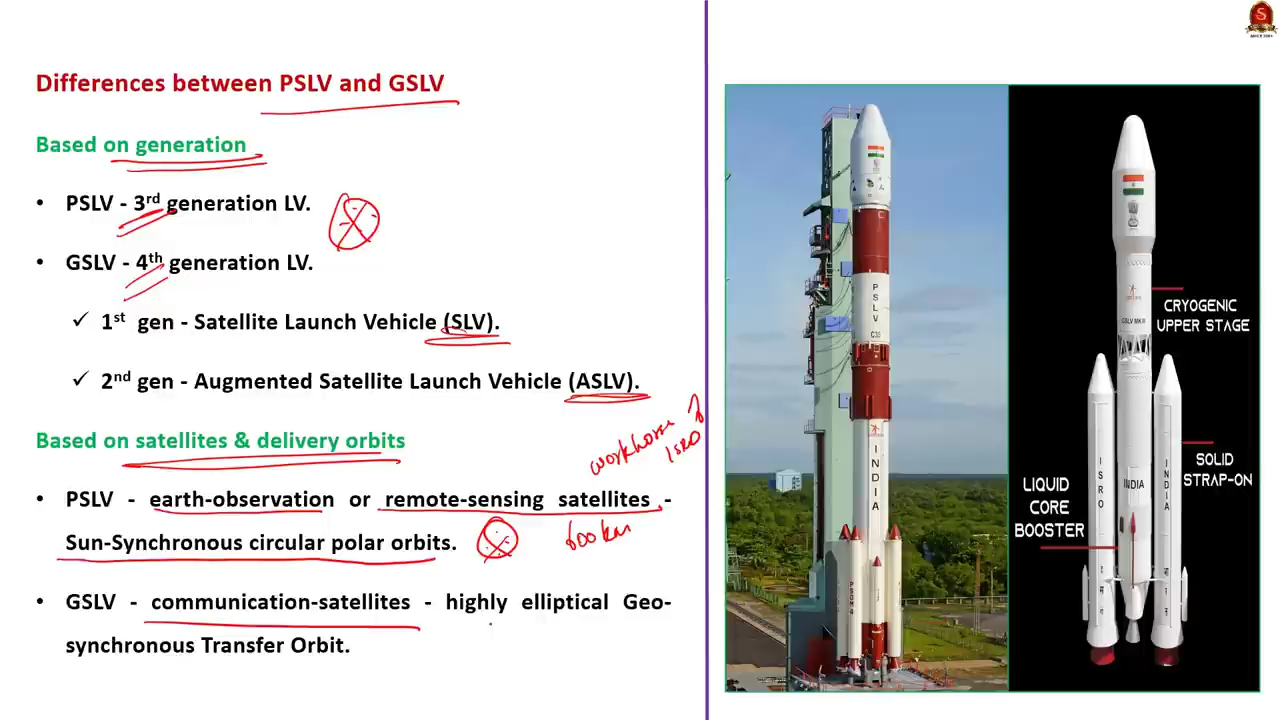 Differences between PSLV and GSLV
Based on generation
• PSLV - 3rd generation LV.
• GSLV - 4th generation LV.
✓ 1st gen - Satellite Launch Vehicle (SLV).
✓ 2nd gen - Augmented Satellite Launch Vehicle (ASLV).
Based on satellites & delivery orbits
workhorse of
ISRO
• PSLV - earth-observation or remote-sensing satellites -
Sun-Synchronous circular polar orbits.
600km
• GSLV - communication-satellites - highly elliptical Geo-
synchronous Transfer Orbit.
S
SINCE 2004
PSLV
INDIA
CRYOGENIC
UPPER STAGE
SOLID
STRAP-ON
LIQUID
CORE
BOOSTER
ISRO
INDIA
INDIA